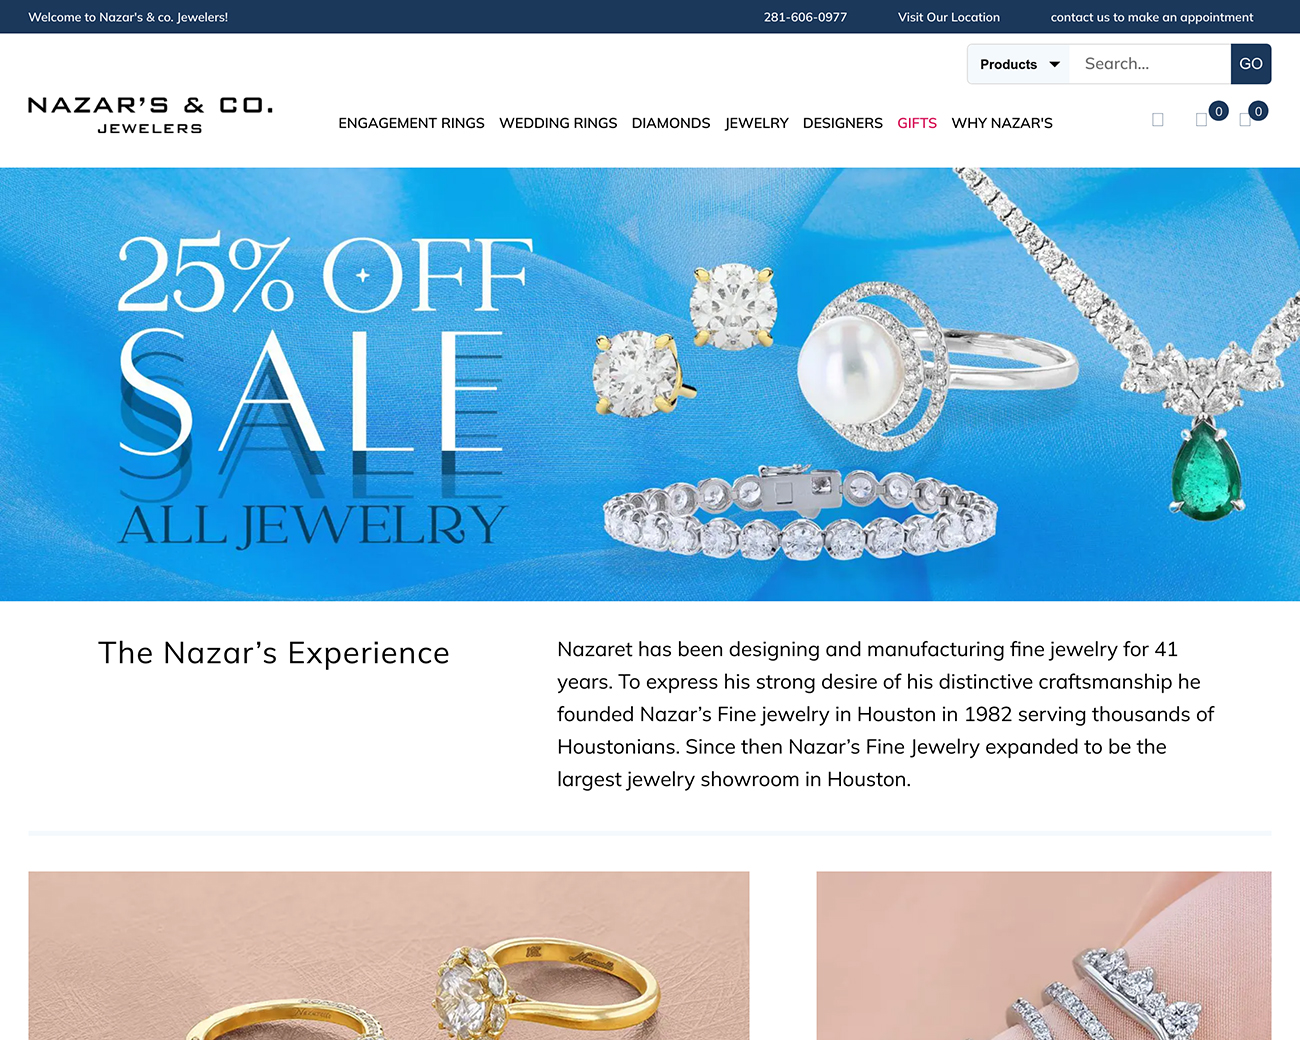 Welcome to Nazar's & co. Jewelers!
281-606-0977
Visit Our Location
contact us to make an appointment
Products
Search...
GO
NAZAR'S & CO.
JEWELERS
ENGAGEMENT RINGS
WEDDING RINGS
DIAMONDS
JEWELRY
DESIGNERS
GIFTS
WHY NAZAR'S
0
0
25% OFF
SALE
ALL JEWELRY
The Nazar’s Experience
Nazaret has been designing and manufacturing fine jewelry for 41
years. To express his strong desire of his distinctive craftsmanship he
founded Nazar’s Fine jewelry in Houston in 1982 serving thousands of
Houstonians. Since then Nazar’s Fine Jewelry expanded to be the
largest jewelry showroom in Houston.